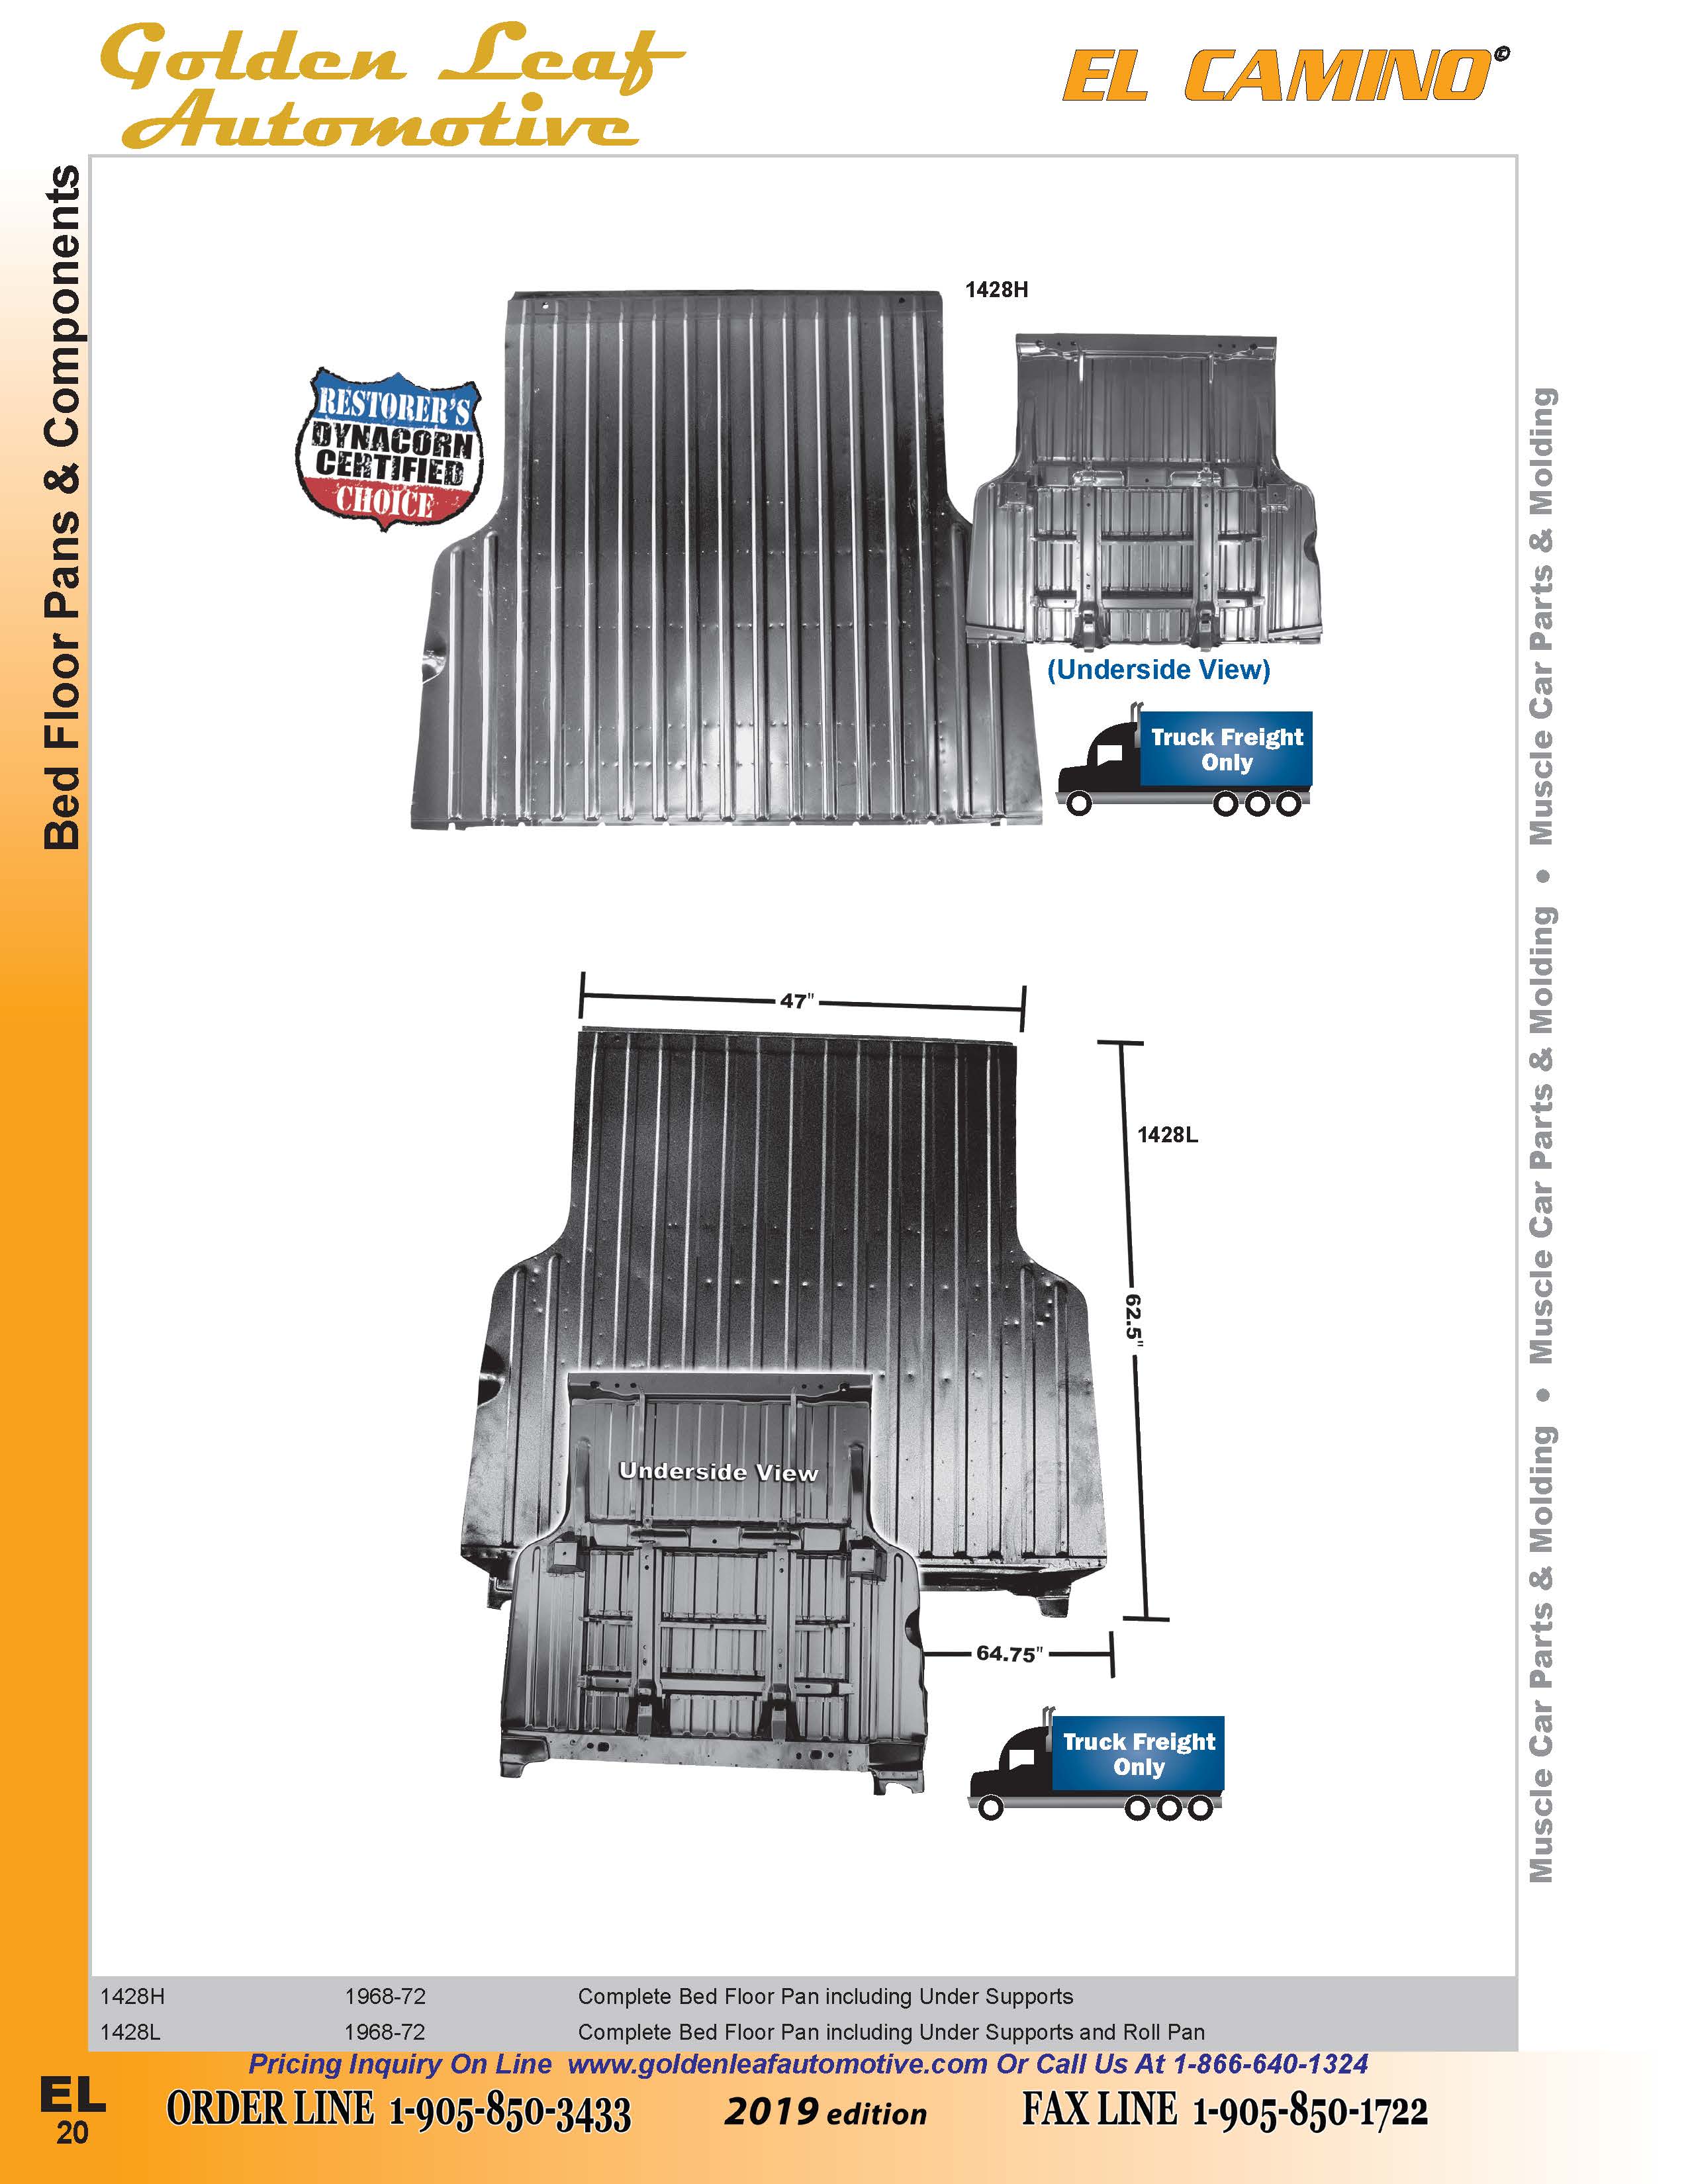 Golden Leaf
Automotive
EL CAMINO©
Bed Floor Pans & Components
1428H
RESTORER'S
DYNACORN
CERTIFIED
CHOICE
(Underside View)
Truck Freight
Only
47"
1428L
62.5"
Underside View
64.75"
Truck Freight
Only
Muscle Car Parts & Molding • Muscle Car Parts & Molding • Muscle Car Parts & Molding
1428H 1968-72 Complete Bed Floor Pan including Under Supports
1428L 1968-72 Complete Bed Floor Pan including Under Supports and Roll Pan
Pricing Inquiry On Line www.goldenleafautomotive.com Or Call Us At 1-866-640-1324
EL
20
ORDER LINE 1-905-850-3433 2019 edition FAX LINE 1-905-850-1722